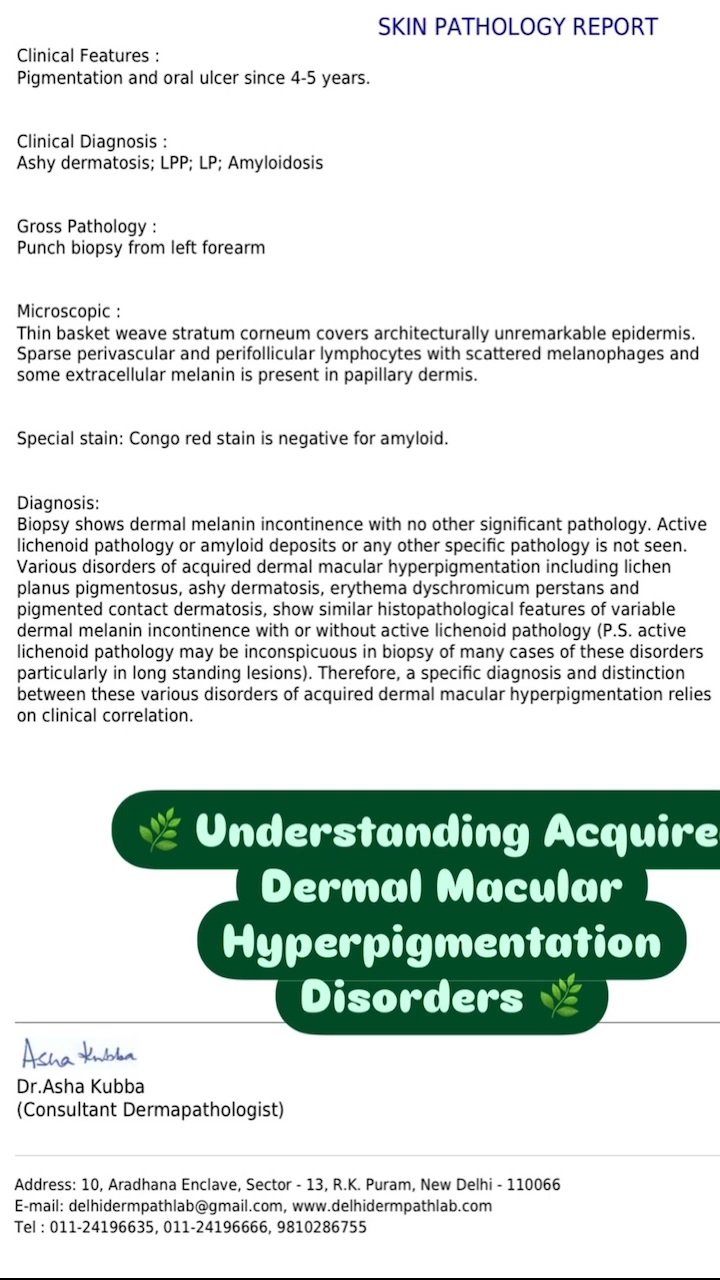 SKIN PATHOLOGY REPORT
Clinical Features :
Pigmentation and oral ulcer since 4-5 years.
Clinical Diagnosis :
Ashy dermatosis; LPP; LP; Amyloidosis
Gross Pathology :
Punch biopsy from left forearm
Microscopic :
Thin basket weave stratum corneum covers architecturally unremarkable epidermis.
Sparse perivascular and perifollicular lymphocytes with scattered melanophages and
some extracellular melanin is present in papillary dermis.
Special stain: Congo red stain is negative for amyloid.
Diagnosis:
Biopsy shows dermal melanin incontinence with no other significant pathology. Active
lichenoid pathology or amyloid deposits or any other specific pathology is not seen.
Various disorders of acquired dermal macular hyperpigmentation including lichen
planus pigmentosus, ashy dermatosis, erythema dyschromicum perstans and
pigmented contact dermatosis, show similar histopathological features of variable
dermal melanin incontinence with or without active lichenoid pathology (P.S. active
lichenoid pathology may be inconspicuous in biopsy of many cases of these disorders
particularly in long standing lesions). Therefore, a specific diagnosis and distinction
between these various disorders of acquired dermal macular hyperpigmentation relies
on clinical correlation.
🌿 Understanding Acquire
Dermal Macular
Hyperpigmentation
Disorders 🌿
Asha Kubba
Dr.Asha Kubba
(Consultant Dermapathologist)
Address: 10, Aradhana Enclave, Sector - 13, R.K. Puram, New Delhi - 110066
E-mail: delhidermpathlab@gmail.com, www.delhidermpathlab.com
Tel : 011-24196635, 011-24196666, 9810286755